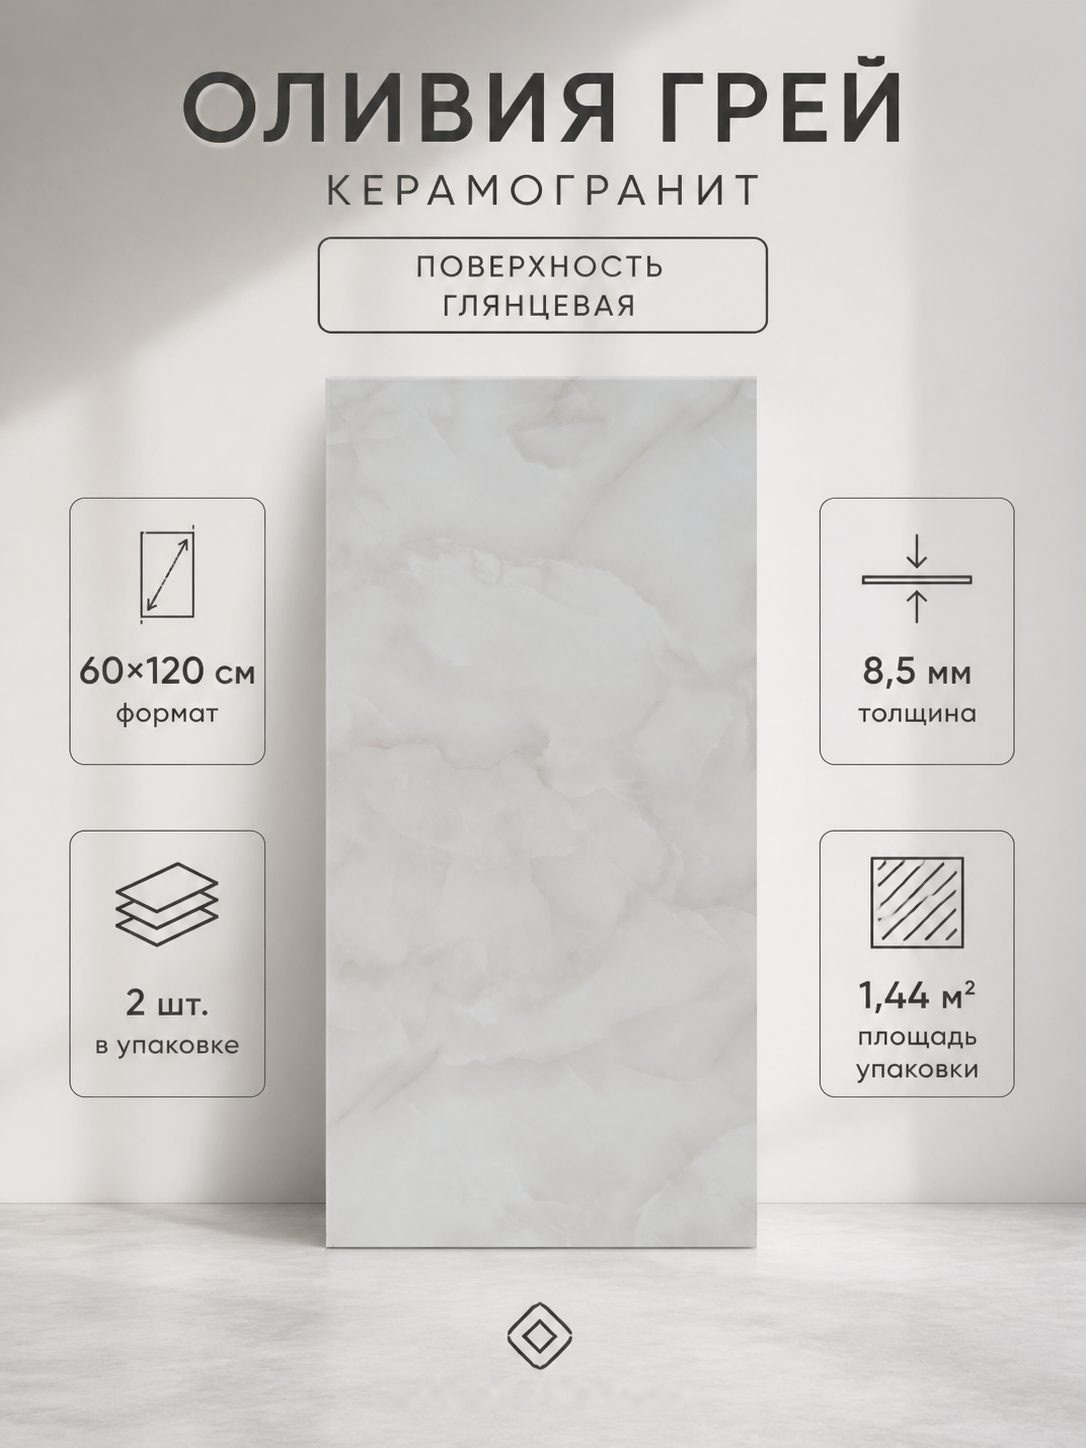 ОЛИВИЯ ГРЕЙ
КЕРАМОГРАНИТ
ПОВЕРХНОСТЬ
ГЛЯНЦЕВАЯ
60×120 см
формат
8,5 мм
толщина
2 шт.
в упаковке
1,44 м²
площадь
упаковки